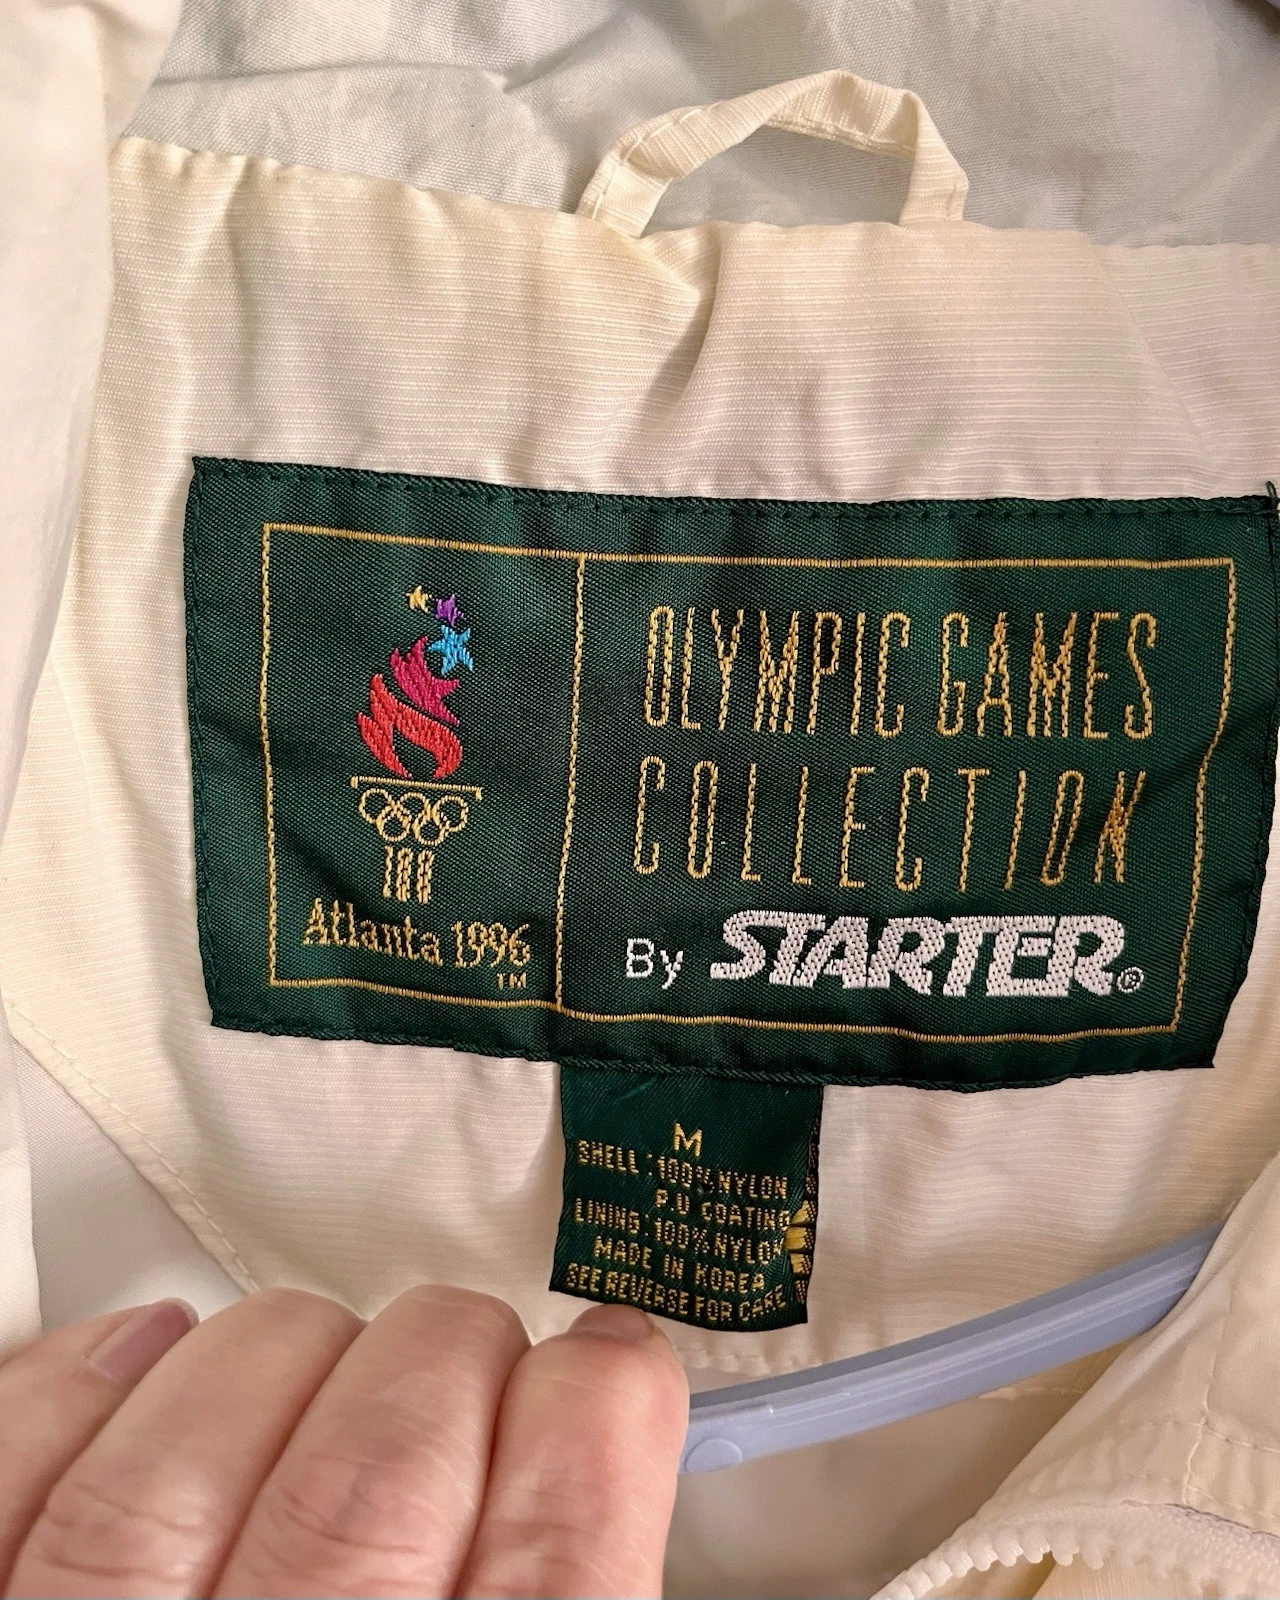 100
Atlanta 1996
TM
OLYMPIC GAMES
COLLECTION
By STARTER®
M
SHELL : 100% NYLON
P.U COATING
LINING : 100% NYLON
MADE IN KOREA
SEE REVERSE FOR CARE